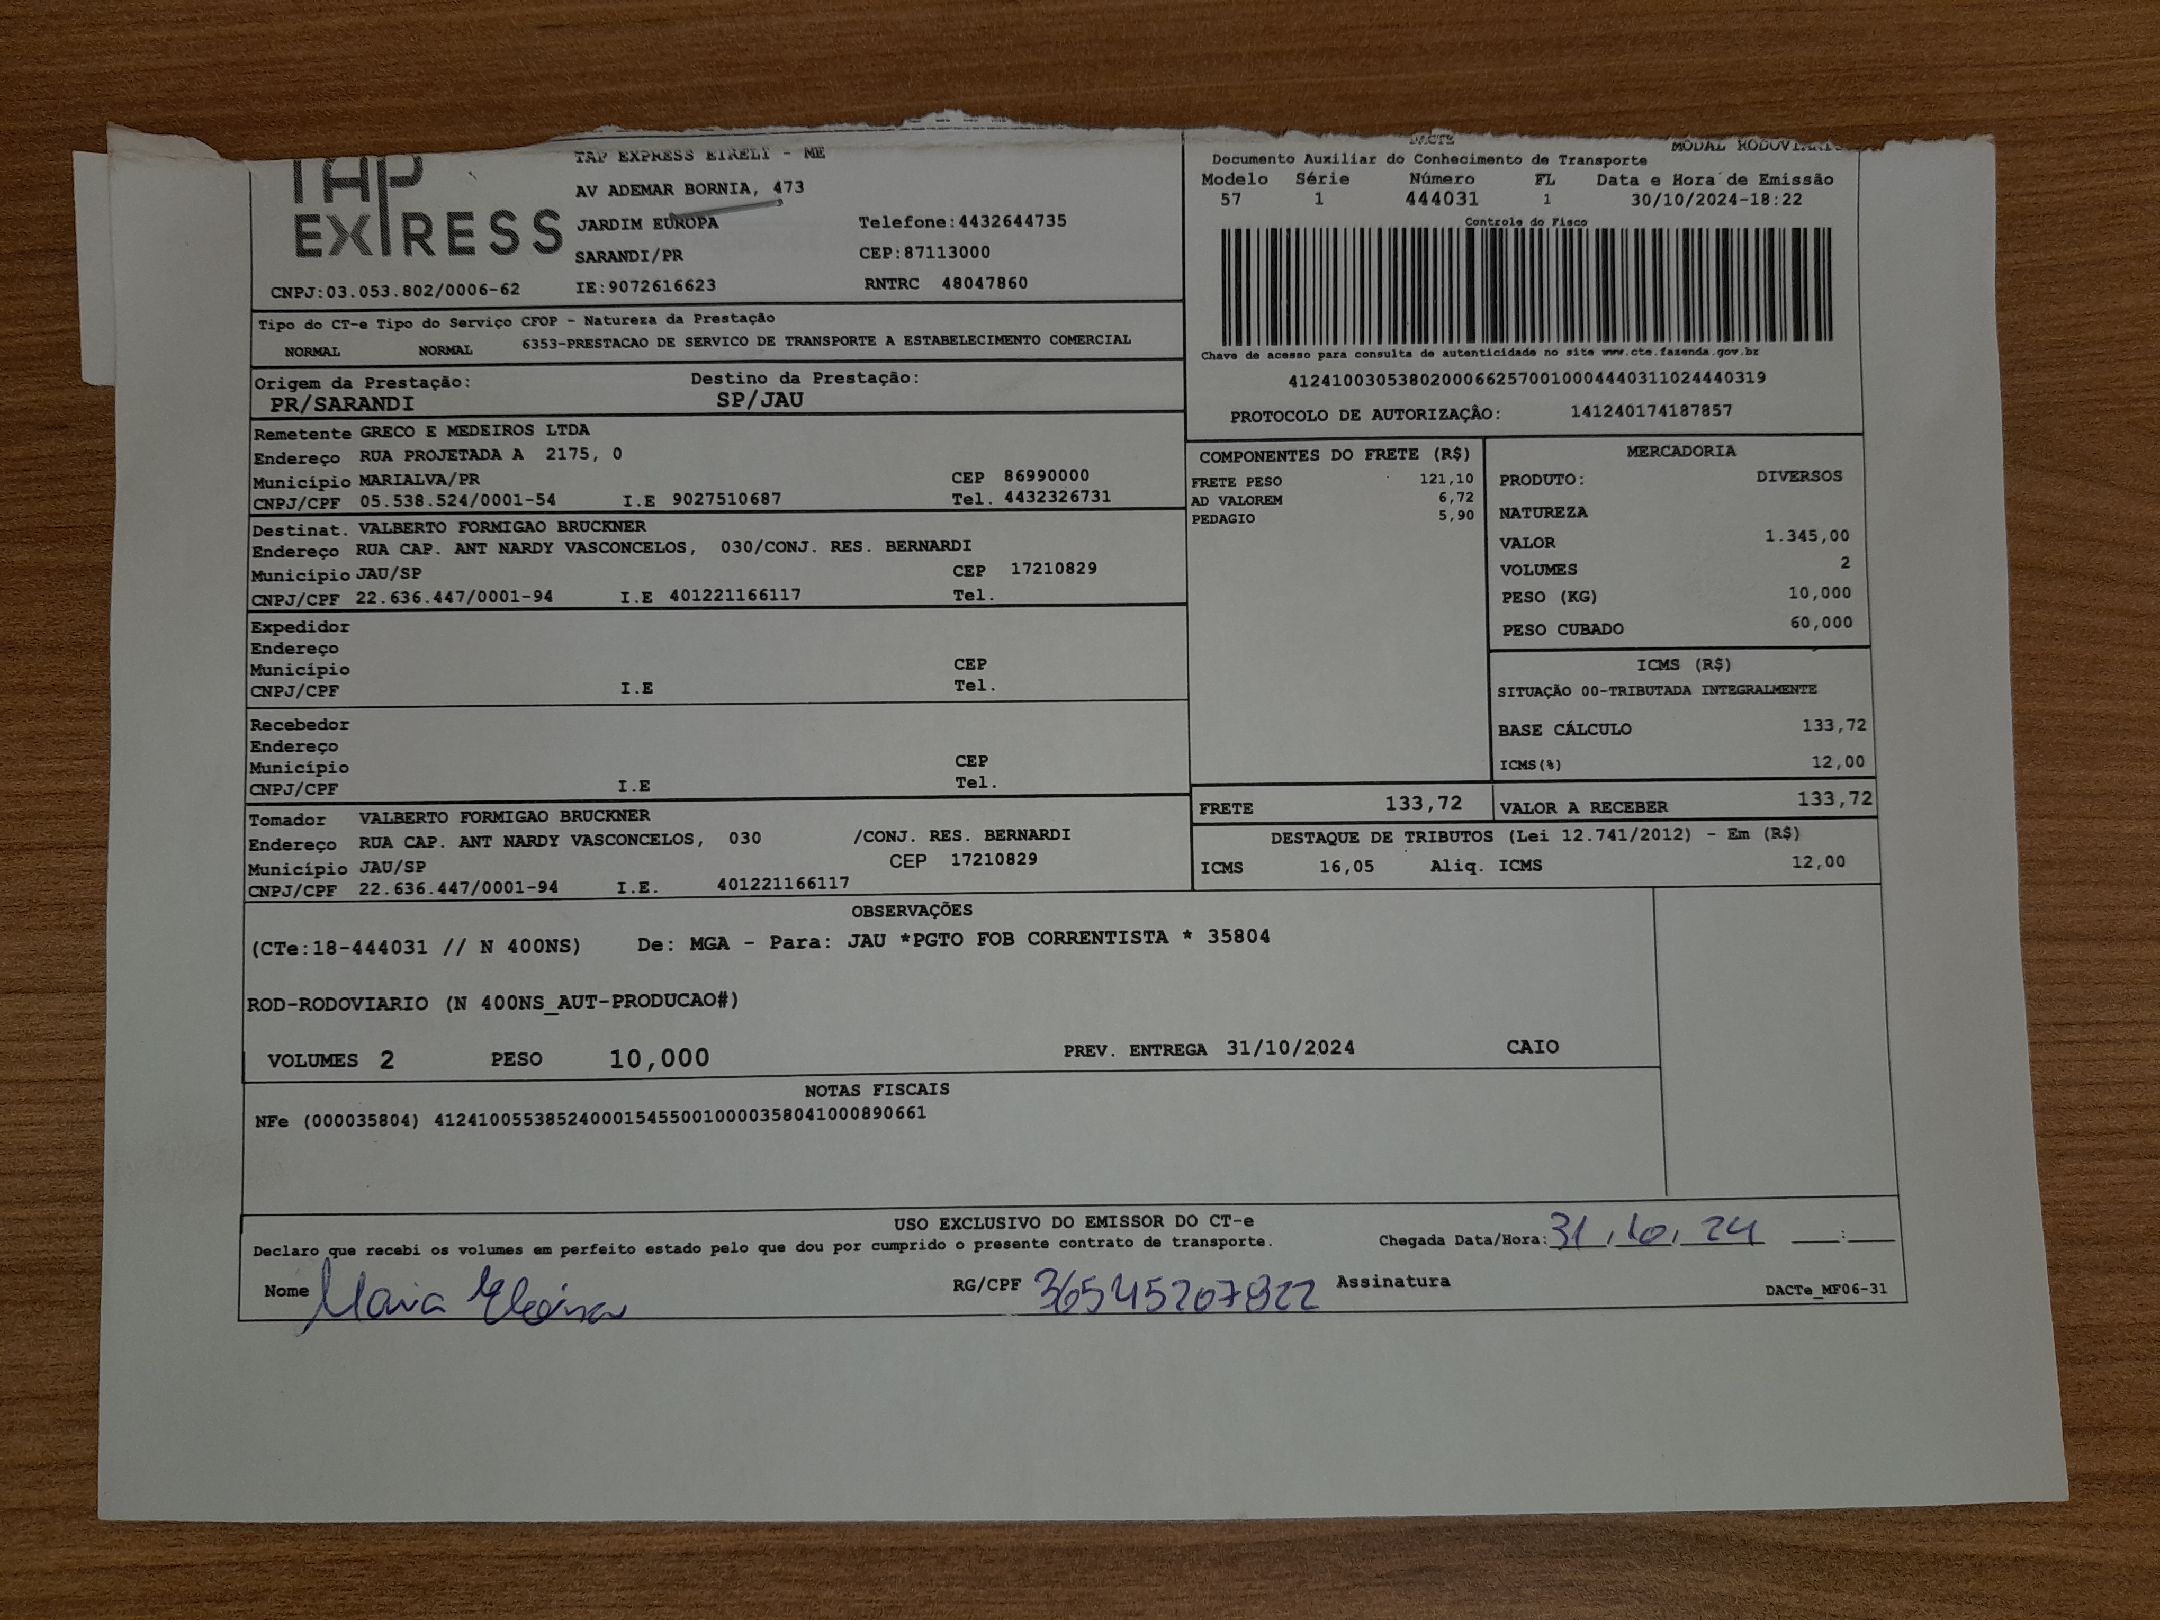 TAP EXPRESS
TAP EXPRESS EIRELI - ME
AV ADEMAR BORNIA, 473
JARDIM EUROPA Telefone:4432644735
SARANDI/PR CEP:87113000
CNPJ:03.053.802/0006-62 IE:9072616623 RNTRC 48047860
DACTE MODAL RODOVIARIO
Documento Auxiliar do Conhecimento de Transporte
Modelo Série Número FL Data e Hora de Emissão
57 1 444031 1 30/10/2024-18:22
Controle do Fisco
Chave de acesso para consulta de autenticidade no site www.cte.fazenda.gov.br
41241003053802000662570010004440311024440319
PROTOCOLO DE AUTORIZAÇÃO: 141240174187857
Tipo do CT-e Tipo do Serviço CFOP - Natureza da Prestação
NORMAL NORMAL 6353-PRESTACAO DE SERVICO DE TRANSPORTE A ESTABELECIMENTO COMERCIAL
Origem da Prestação: Destino da Prestação:
PR/SARANDI SP/JAU
Remetente GRECO E MEDEIROS LTDA
Endereço RUA PROJETADA A 2175, 0
Município MARIALVA/PR CEP 86990000
CNPJ/CPF 05.538.524/0001-54 I.E 9027510687 Tel. 4432326731
Destinat. VALBERTO FORMIGAO BRUCKNER
Endereço RUA CAP. ANT NARDY VASCONCELOS, 030/CONJ. RES. BERNARDI
Município JAU/SP CEP 17210829
CNPJ/CPF 22.636.447/0001-94 I.E 401221166117 Tel.
Expedidor
Endereço
Município CEP
CNPJ/CPF I.E Tel.
Recebedor
Endereço
Município CEP
CNPJ/CPF I.E Tel.
Tomador VALBERTO FORMIGAO BRUCKNER
Endereço RUA CAP. ANT NARDY VASCONCELOS, 030 /CONJ. RES. BERNARDI
Município JAU/SP CEP 17210829
CNPJ/CPF 22.636.447/0001-94 I.E. 401221166117
COMPONENTES DO FRETE (R$)
FRETE PESO 121,10
AD VALOREM 6,72
PEDAGIO 5,90
MERCADORIA
PRODUTO: DIVERSOS
NATUREZA
VALOR 1.345,00
VOLUMES 2
PESO (KG) 10,000
PESO CUBADO 60,000
ICMS (R$)
SITUAÇÃO 00-TRIBUTADA INTEGRALMENTE
BASE CÁLCULO 133,72
ICMS(%) 12,00
FRETE 133,72 VALOR A RECEBER 133,72
DESTAQUE DE TRIBUTOS (Lei 12.741/2012) - Em (R$)
ICMS 16,05 Aliq. ICMS 12,00
OBSERVAÇÕES
(CTe:18-444031 // N 400NS) De: MGA - Para: JAU *PGTO FOB CORRENTISTA * 35804
ROD-RODOVIARIO (N 400NS_AUT-PRODUCAO#)
VOLUMES 2 PESO 10,000 PREV. ENTREGA 31/10/2024 CAIO
NOTAS FISCAIS
NFe (000035804) 41241005538524000154550010000358041000890661
USO EXCLUSIVO DO EMISSOR DO CT-e
Declaro que recebi os volumes em perfeito estado pelo que dou por cumprido o presente contrato de transporte. Chegada Data/Hora: 31/10/24 __:__
Nome Maria RG/CPF 36545207822 Assinatura DACTe_MF06-31